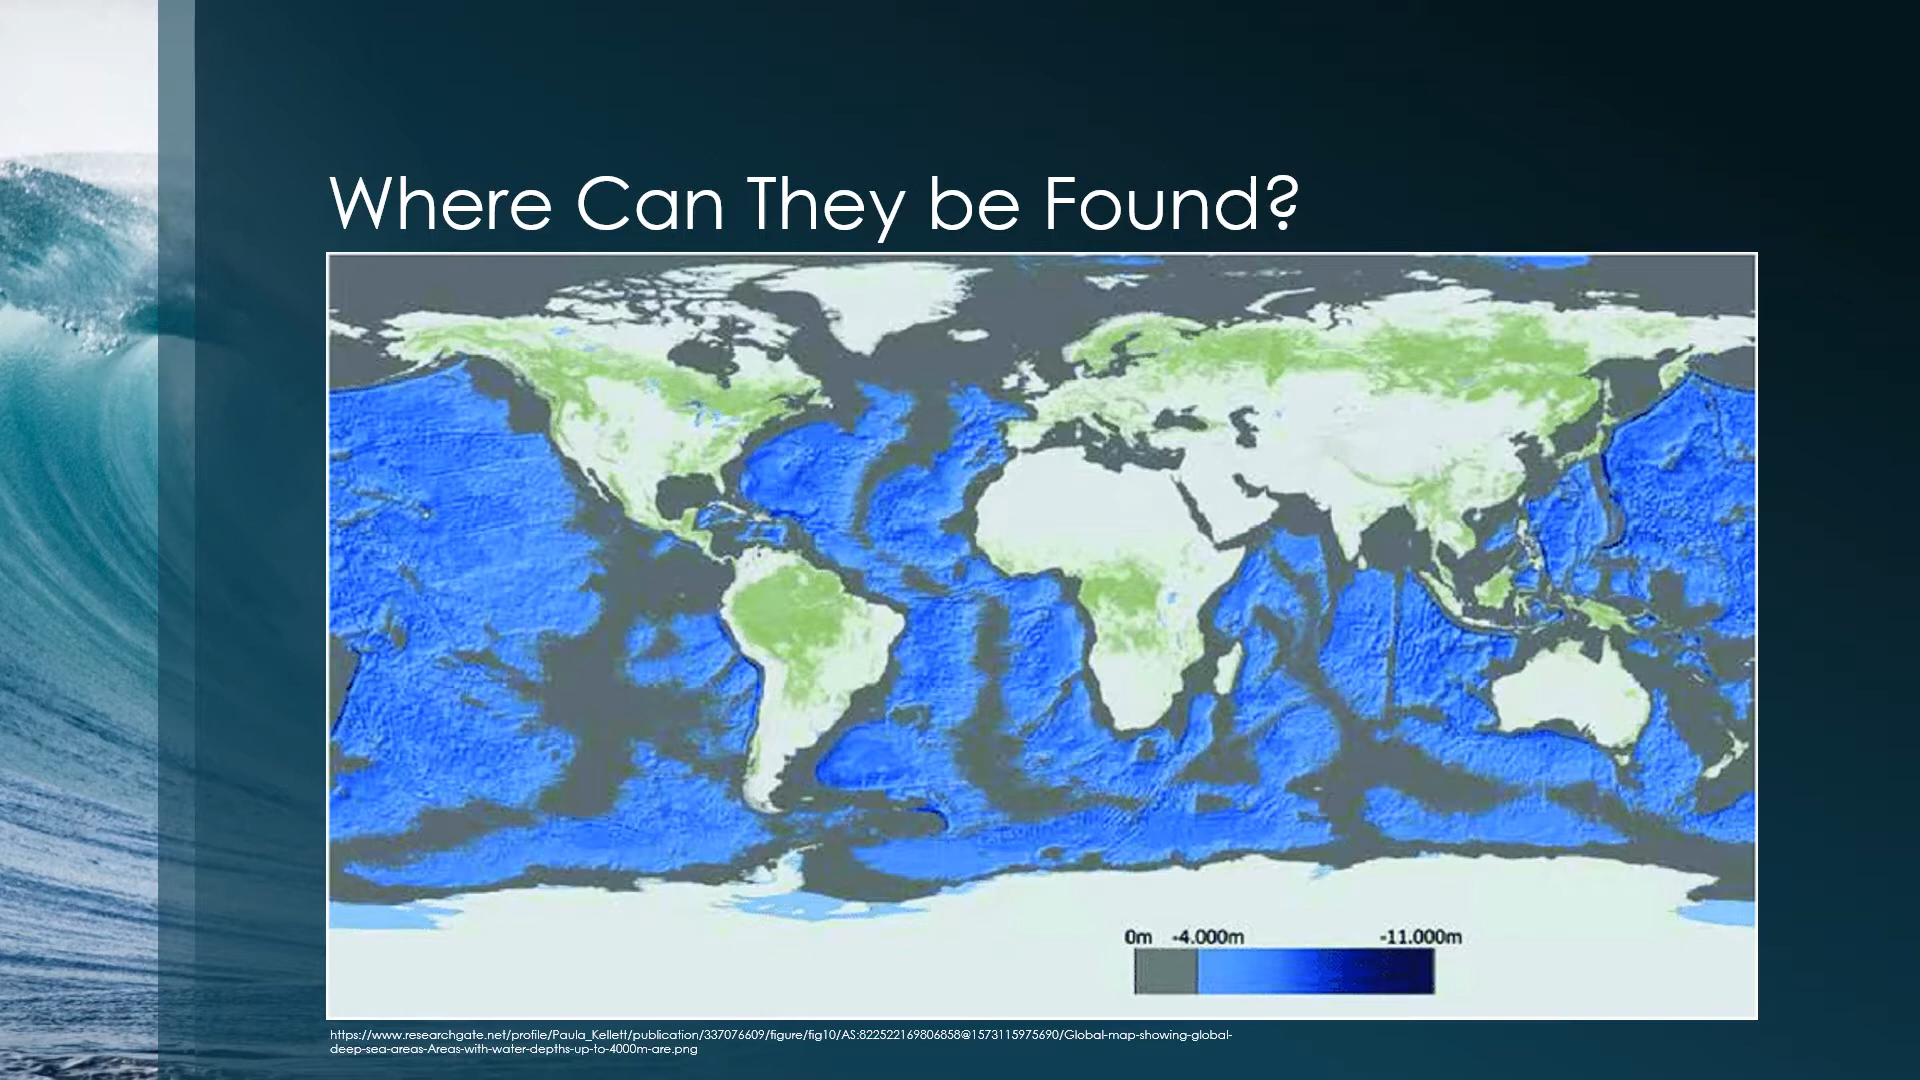 Where Can They be Found?
0m -4.000m -11.000m
https://www.researchgate.net/profile/Paula_Kellett/publication/337076609/figure/fig10/AS:822522169806858@1573115975690/Global-map-showing-global-
deep-sea-areas-Areas-with-water-depths-up-to-4000m-are.png